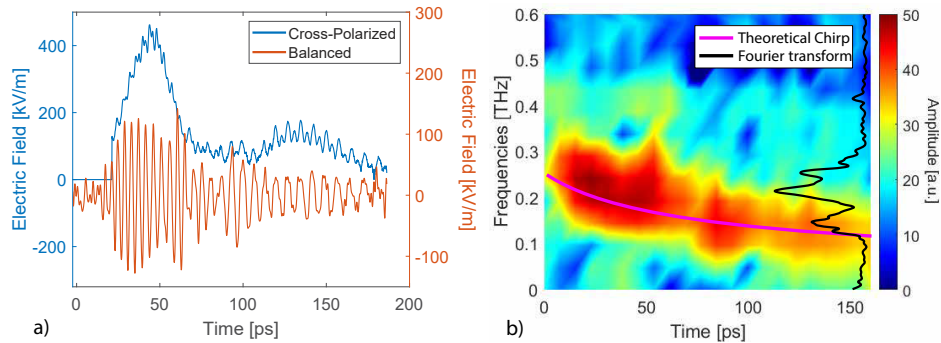 400
200
0
-200
Electric Field [kV/m]
300
200
100
0
-100
Electric Field [kV/m]
Cross-Polarized
Balanced
0
50
100
150
200
Time [ps]
a)
0.6
0.5
0.4
0.3
0.2
0.1
0
Frequencies [THz]
Theoretical Chirp
Fourier transform
0
50
100
150
Time [ps]
b)
50
40
30
20
10
0
Amplitude [a.u.]